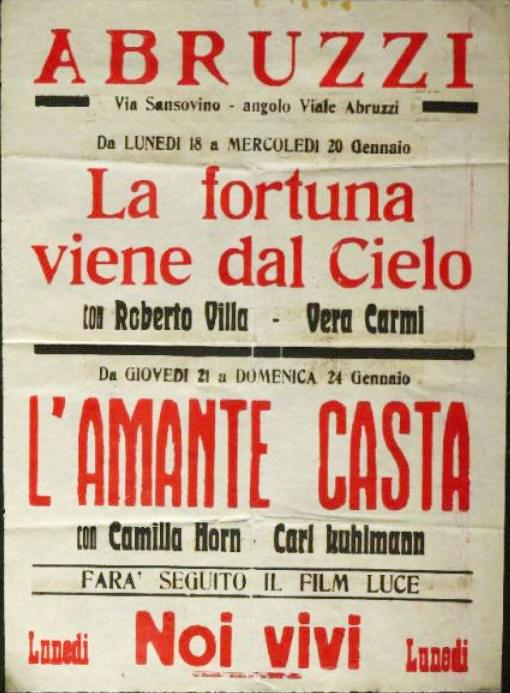 ABRUZZI
Via Sansovino - angolo Viale Abruzzi
Da LUNEDI 18 a MERCOLEDI 20 Gennaio
La fortuna
viene dal Cielo
con Roberto Villa - Vera Carmi
Da GIOVEDI 21 a DOMENICA 24 Gennaio
L'AMANTE CASTA
con Camilla Horn - Carl kuhlmann
FARA' SEGUITO IL FILM LUCE
Lunedi Noi vivi Lunedi